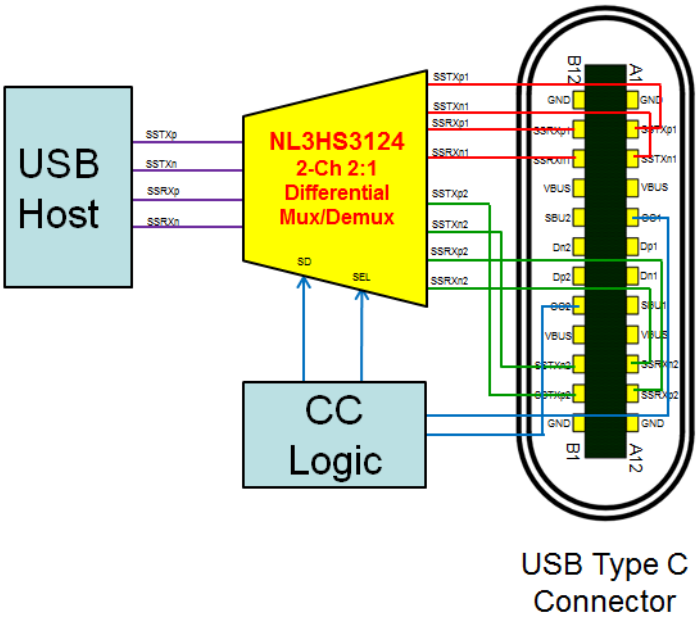 USB
Host
SSTXp
SSTXn
SSRXp
SSRXn
NL3HS3124
2-Ch 2:1
Differential
Mux/Demux
SD
SEL
SSTXp1
SSTXn1
SSRXp1
SSRXn1
SSTXp2
SSTXn2
SSRXp2
SSRXn2
CC
Logic
B12
A1
GND
GND
SSRXp1
SSTXp1
SSRXn1
SSTXn1
VBUS
VBUS
SBU2
CC1
Dn2
Dp1
Dp2
Dn1
CC2
SBU1
VBUS
VBUS
SSTXn2
SSRXn2
SSTXp2
SSRXp2
GND
GND
B1
A12
USB Type C
Connector